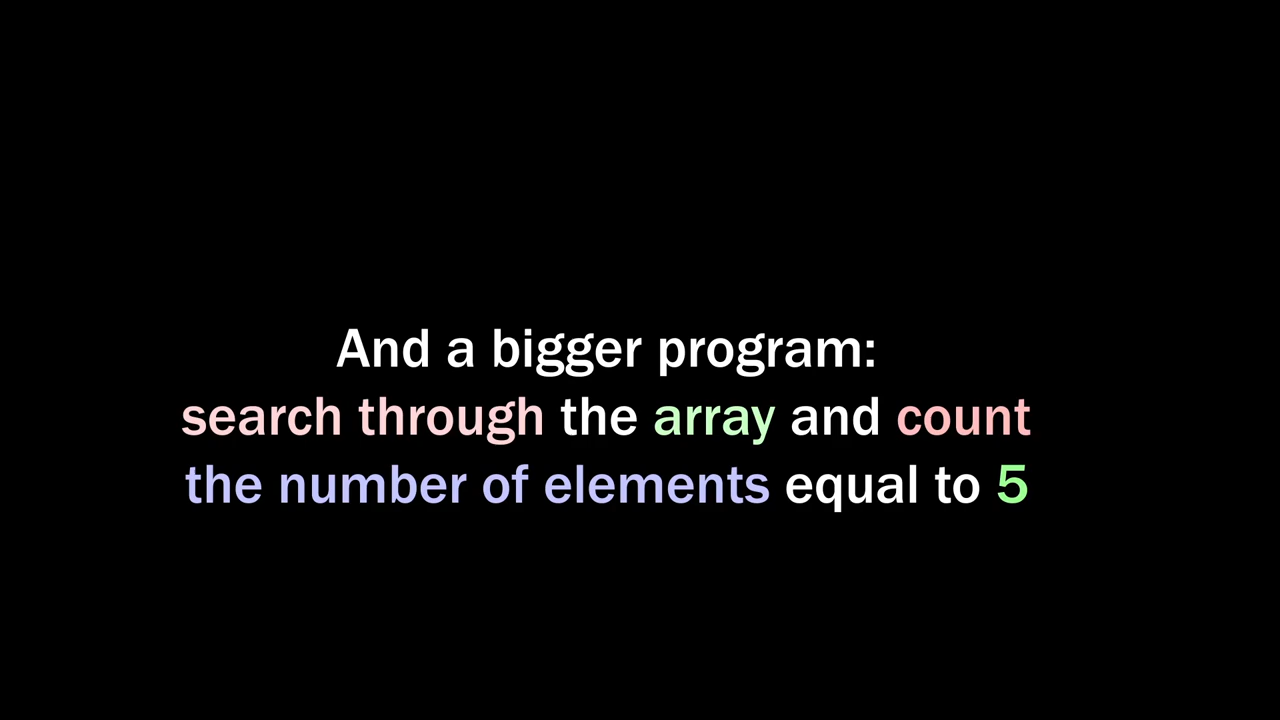 And a bigger program:
search through the array and count
the number of elements equal to 5